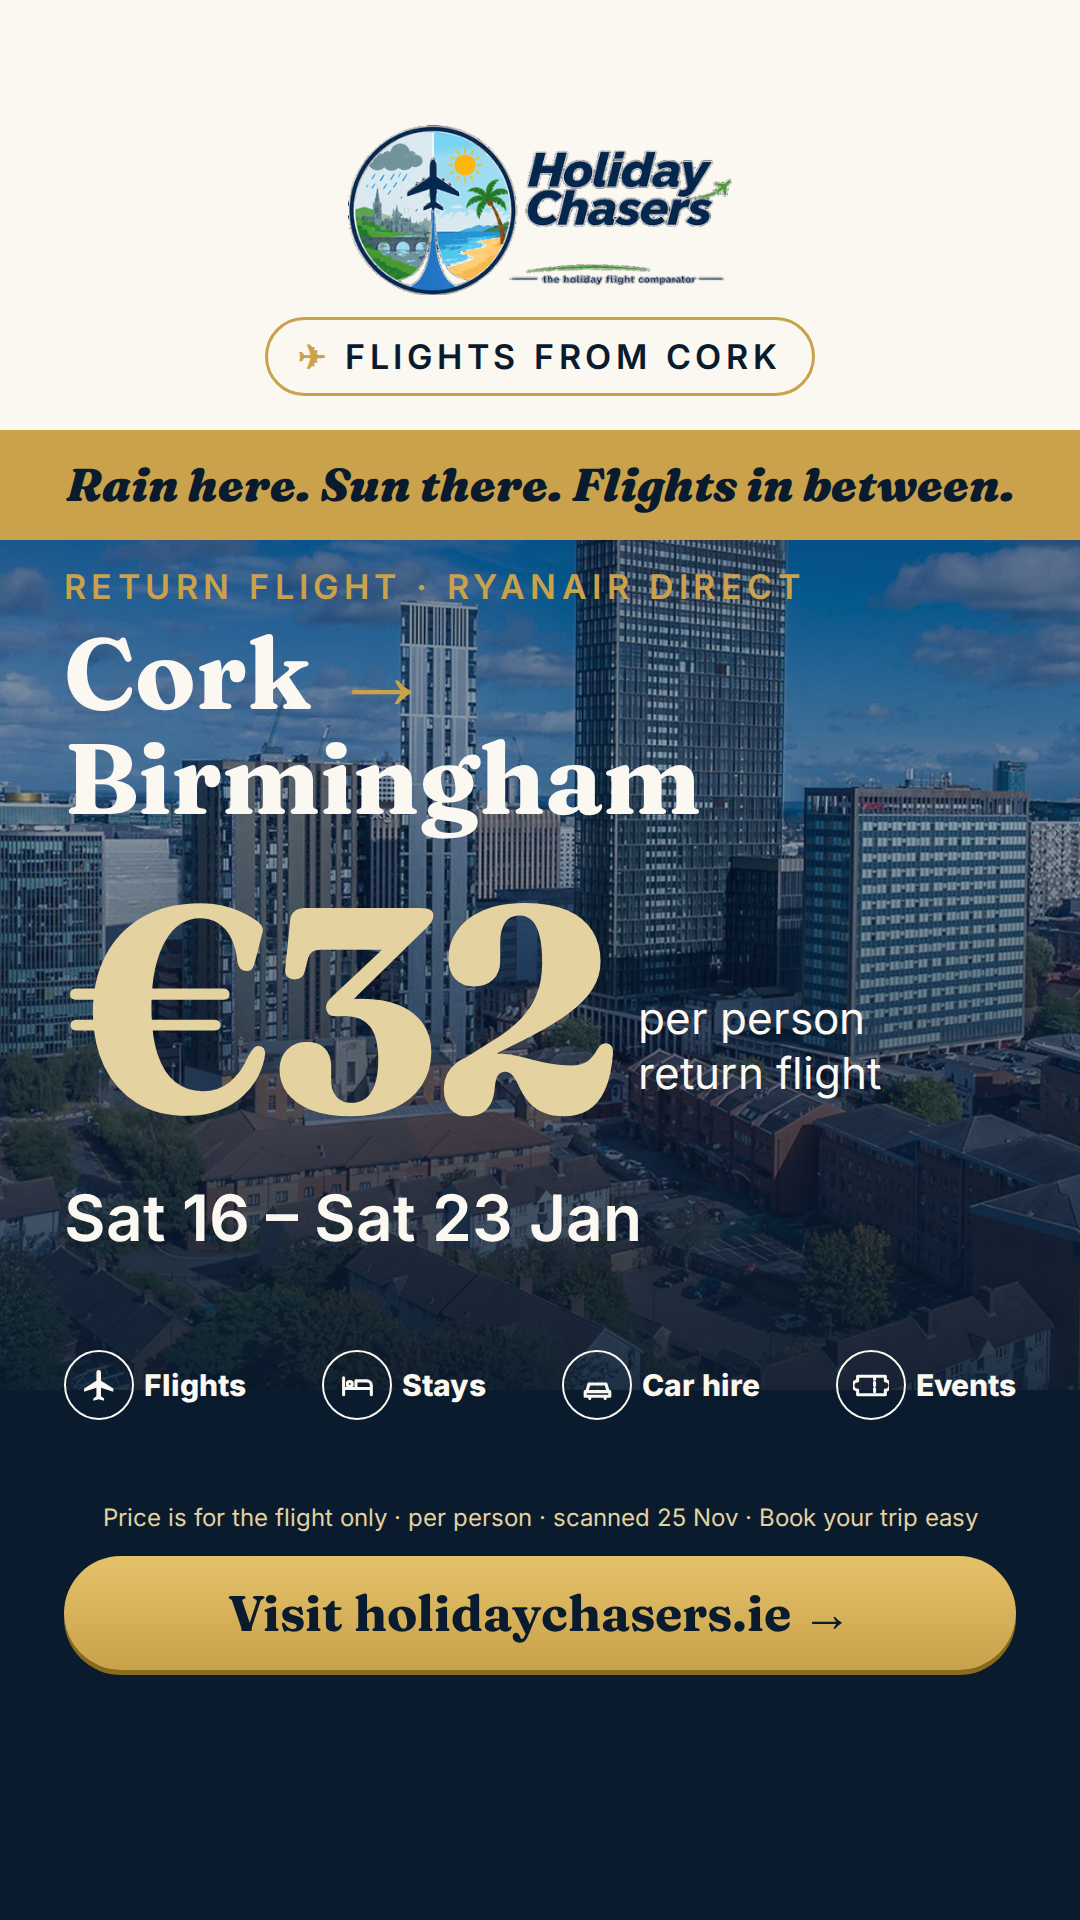 Holiday
Chasers
the holiday flight comparator
✈ FLIGHTS FROM CORK
Rain here. Sun there. Flights in between.
RETURN FLIGHT · RYANAIR DIRECT
Cork →
Birmingham
€32
per person
return flight
Sat 16 – Sat 23 Jan
Flights
Stays
Car hire
Events
Price is for the flight only · per person · scanned 25 Nov · Book your trip easy
Visit holidaychasers.ie →